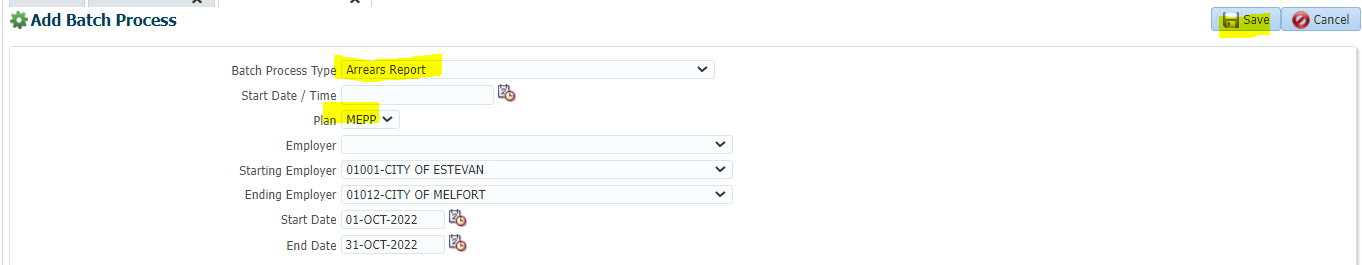 Add Batch Process
Save Cancel
Batch Process Type Arrears Report
Start Date / Time
Plan MEPP
Employer
Starting Employer 01001-CITY OF ESTEVAN
Ending Employer 01012-CITY OF MELFORT
Start Date 01-OCT-2022
End Date 31-OCT-2022